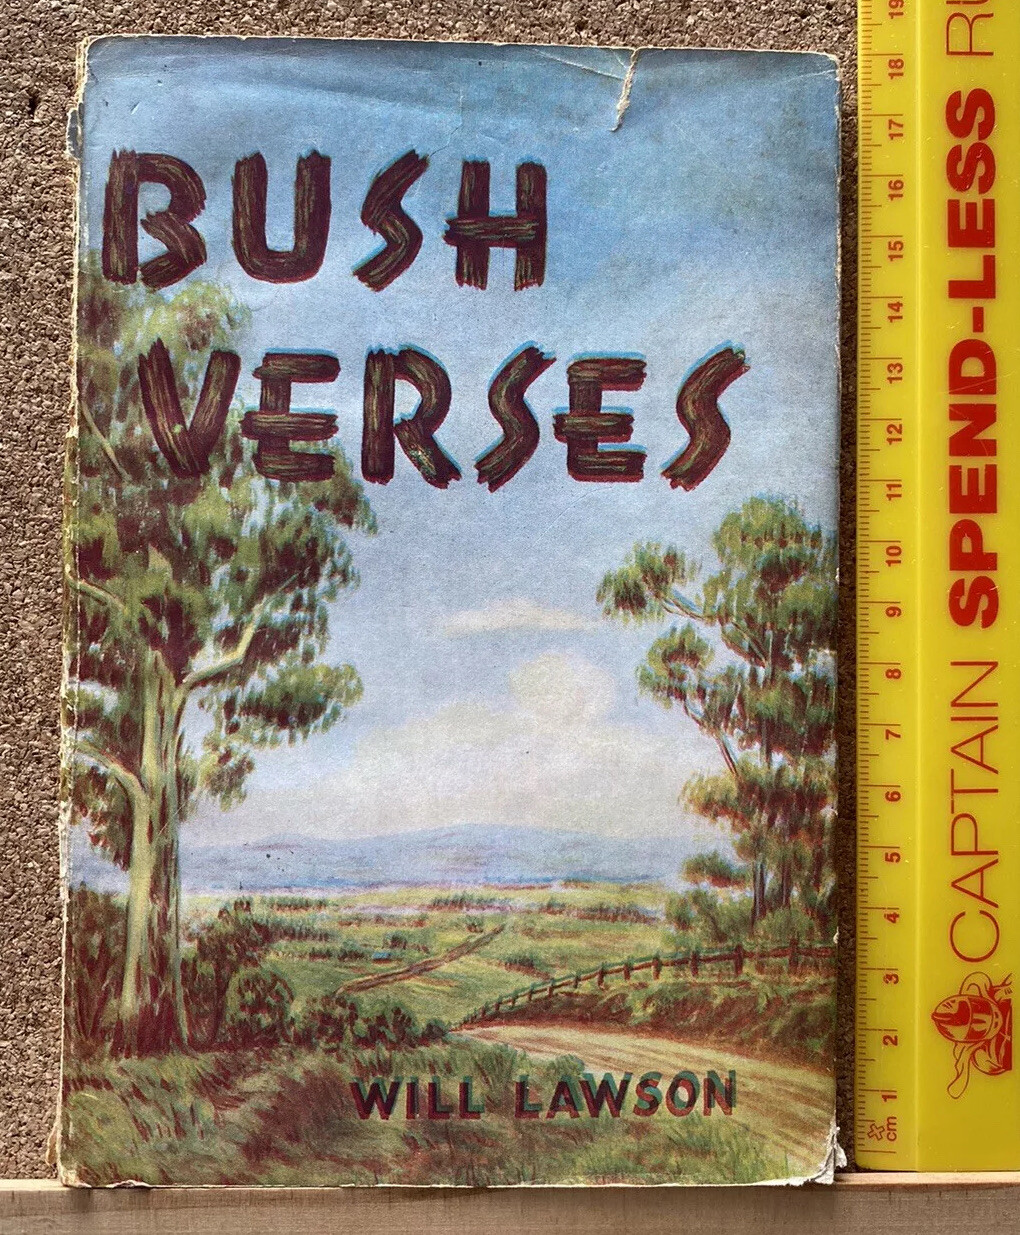 BUSH
VERSES
WILL LAWSON
CAPTAIN SPEND-LESS
cm 1 2 3 4 5 6 7 8 9 10 11 12 13 14 15 16 17 18 19